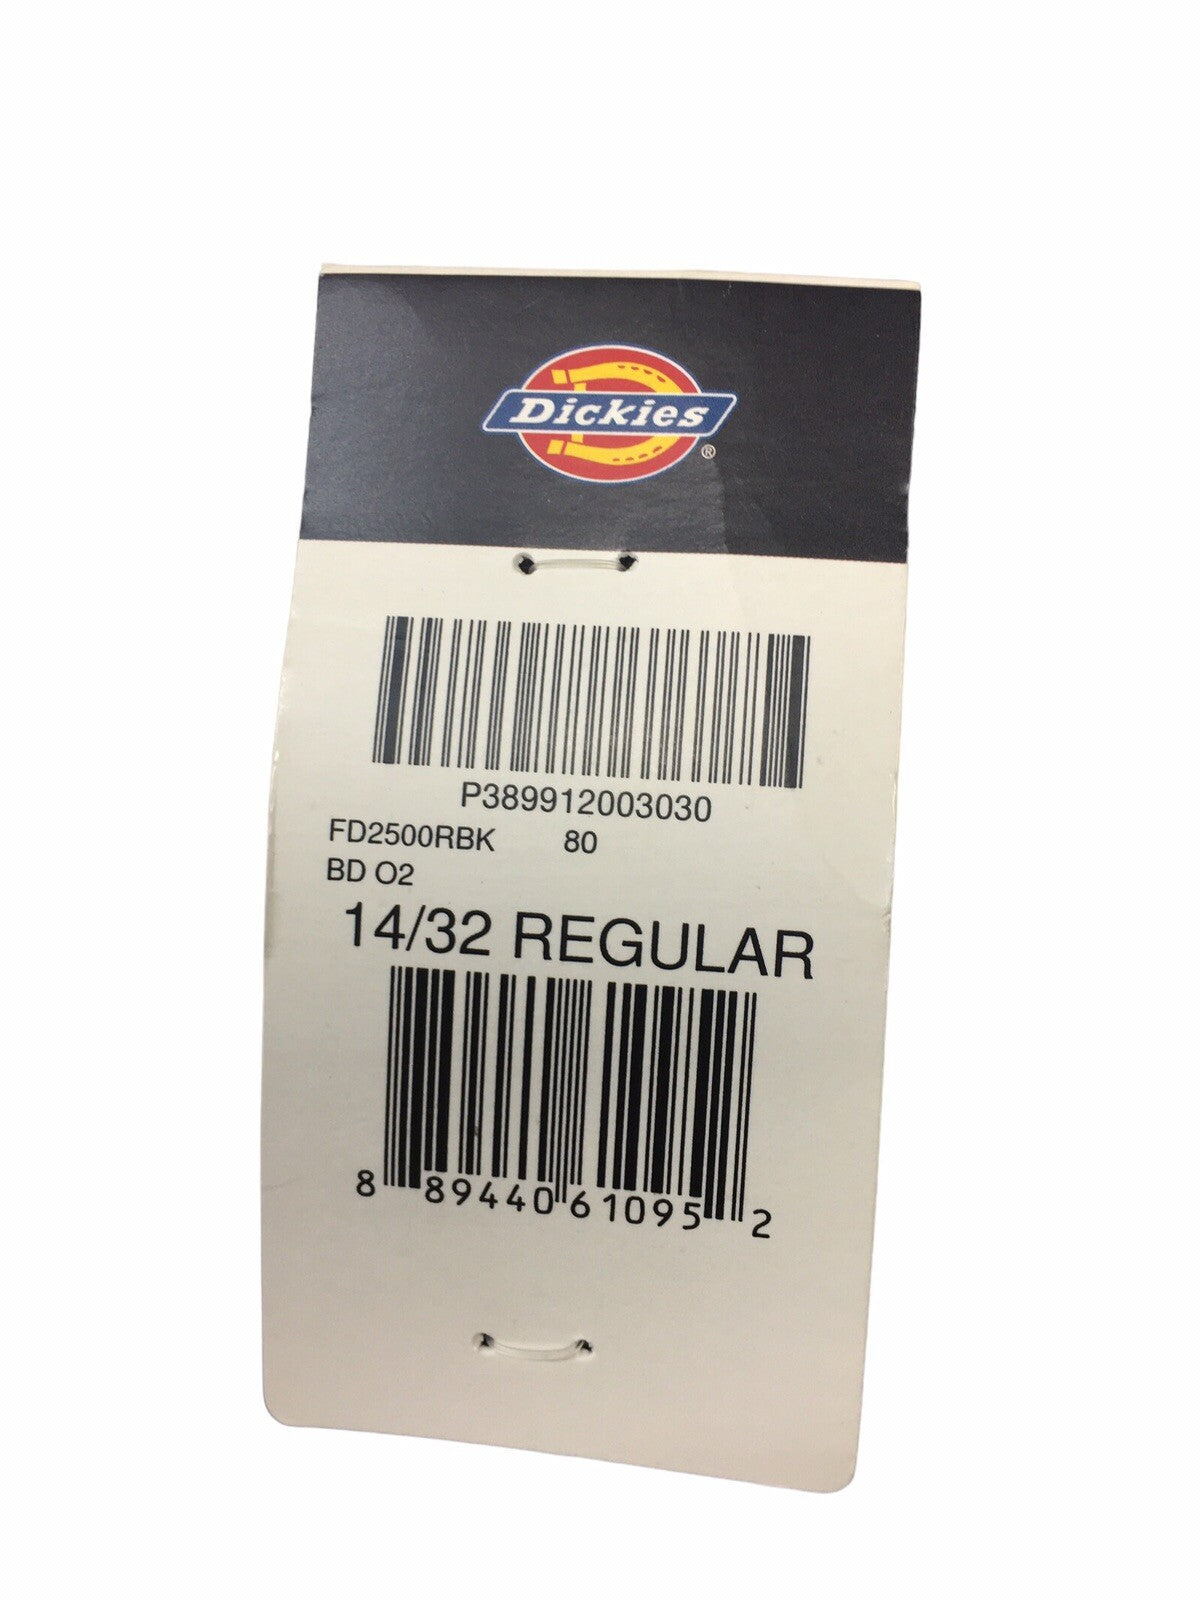 Dickies
®
P389912003030
FD2500RBK 80
BD O2
14/32 REGULAR
8 89440 61095 2